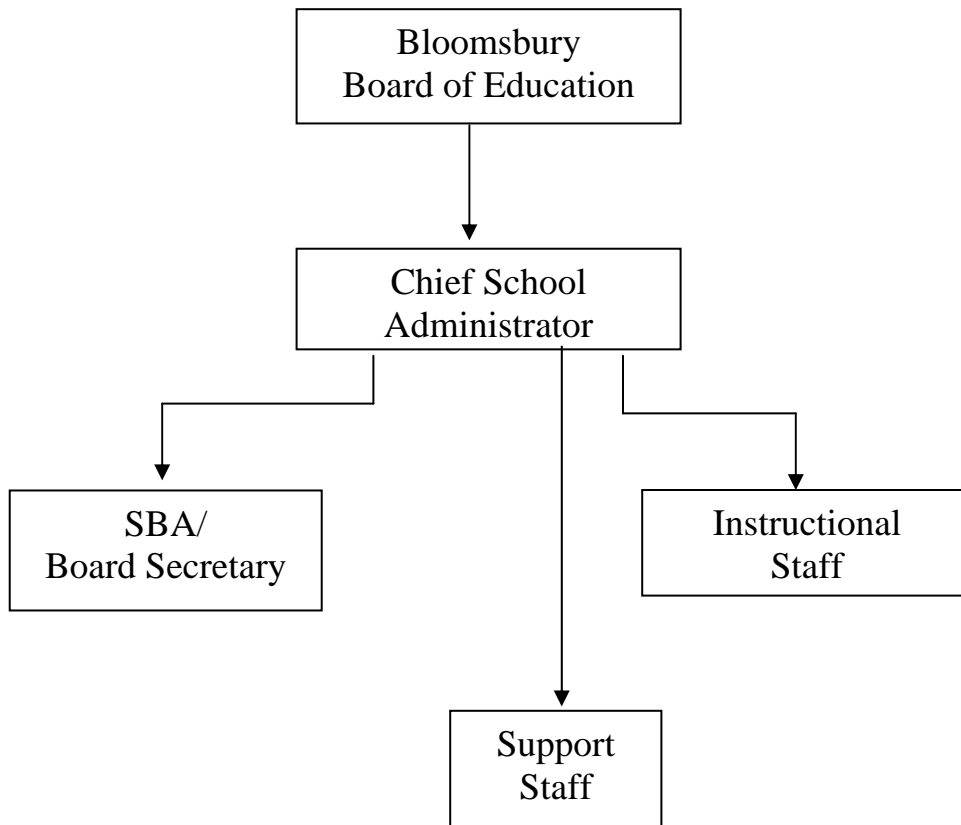 Bloomsbury
Board of Education
Chief School
Administrator
SBA/
Board Secretary
Instructional
Staff
Support
Staff